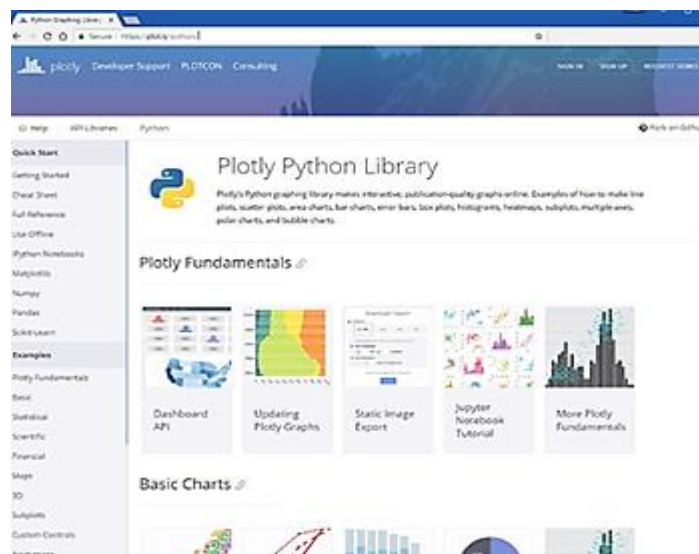 Python Graphing Library
Secure
https://plot.ly/python/
plotly Developer Support PLOTCON Consulting
SIGN IN SIGN UP REQUEST DEMO
Help API Libraries Python
Fork on Github
Quick Start
Getting Started
Cheat Sheet
Full Reference
Use Offline
IPython Notebooks
Matplotlib
Numpy
Pandas
Scikit-Learn
Examples
Plotly Fundamentals
Basic
Statistical
Scientific
Financial
Maps
3D
Subplots
Custom Controls
Plotly Python Library
Plotly's Python graphing library makes interactive, publication-quality graphs online. Examples of how to make line
plots, scatter plots, area charts, bar charts, error bars, box plots, histograms, heatmaps, subplots, multiple-axes,
polar charts, and bubble charts.
Plotly Fundamentals
Dashboard
API
Updating
Plotly Graphs
Static Image
Export
Jupyter
Notebook
Tutorial
More Plotly
Fundamentals
Basic Charts